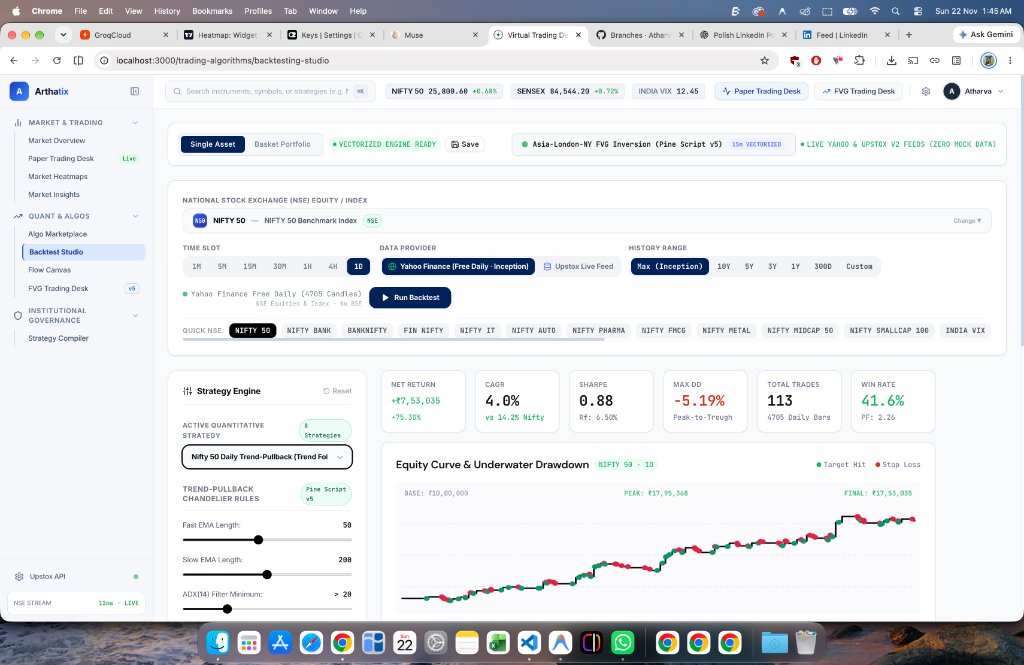 Chrome File Edit View History Bookmarks Profiles Tab Window Help
Sun 22 Nov 1:45 AM
GroqCloud
Heatmap: Widget
Keys | Settings | C
Muse
Virtual Trading De
Branches · Athar
Polish LinkedIn Po
Feed | LinkedIn
Ask Gemini
localhost:3000/trading-algorithms/backtesting-studio
A Arthatix
Search instruments, symbols, or strategies (e.g. N
⌘K
NIFTY 50 25,800.60 +0.68%
SENSEX 84,544.20 +0.72%
INDIA VIX 12.45
Paper Trading Desk
FVG Trading Desk
A Atharva
MARKET & TRADING
Market Overview
Paper Trading Desk Live
Market Heatmaps
Market Insights
QUANT & ALGOS
Algo Marketplace
Backtest Studio
Flow Canvas
FVG Trading Desk v5
INSTITUTIONAL
GOVERNANCE
Strategy Compiler
Upstox API
NSE STREAM 12ms · LIVE
Single Asset
Basket Portfolio
VECTORIZED ENGINE READY
Save
Asia-London-NY FVG Inversion (Pine Script v5) 15m VECTORIZED
LIVE YAHOO & UPSTOX V2 FEEDS (ZERO MOCK DATA)
NATIONAL STOCK EXCHANGE (NSE) EQUITY / INDEX
N50 NIFTY 50 — NIFTY 50 Benchmark Index NSE
Change ▼
TIME SLOT
1M 5M 15M 30M 1H 4H 1D
DATA PROVIDER
Yahoo Finance (Free Daily · Inception)
Upstox Live Feed
HISTORY RANGE
Max (Inception) 10Y 5Y 3Y 1Y 300D Custom
Yahoo Finance Free Daily (4705 Candles)
NSE Equities & Index · No BSE
Run Backtest
QUICK NSE: NIFTY 50 NIFTY BANK BANKNIFTY FIN NIFTY NIFTY IT NIFTY AUTO NIFTY PHARMA NIFTY FMCG NIFTY METAL NIFTY MIDCAP 50 NIFTY SMALLCAP 100 INDIA VIX
Strategy Engine
Reset
ACTIVE QUANTITATIVE
STRATEGY
8
Strategies
Nifty 50 Daily Trend-Pullback (Trend Fol
TREND-PULLBACK
CHANDELIER RULES
Pine Script
v5
Fast EMA Length: 50
Slow EMA Length: 200
ADX(14) Filter Minimum: > 20
NET RETURN
+₹7,53,035
+75.30%
CAGR
4.0%
vs 14.2% Nifty
SHARPE
0.88
Rf: 6.50%
MAX DD
-5.19%
Peak-to-Trough
TOTAL TRADES
113
4705 Daily Bars
WIN RATE
41.6%
PF: 2.26
Equity Curve & Underwater Drawdown NIFTY 50 · 1D
Target Hit
Stop Loss
BASE: ₹10,00,000
PEAK: ₹17,95,368
FINAL: ₹17,53,035
SUN
22